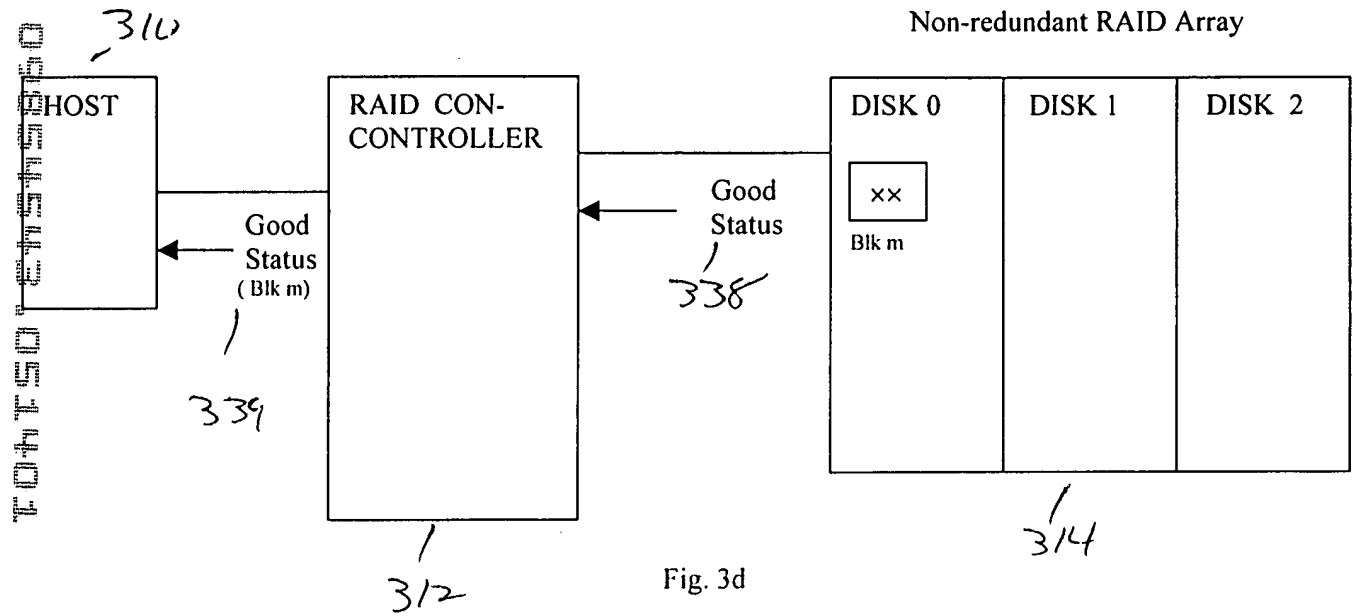 Non-redundant RAID Array
310
HOST
RAID CON-
CONTROLLER
DISK 0
DISK 1
DISK 2
xx
Blk m
Good
Status
(Blk m)
Good
Status
338
339
312
314
Fig. 3d